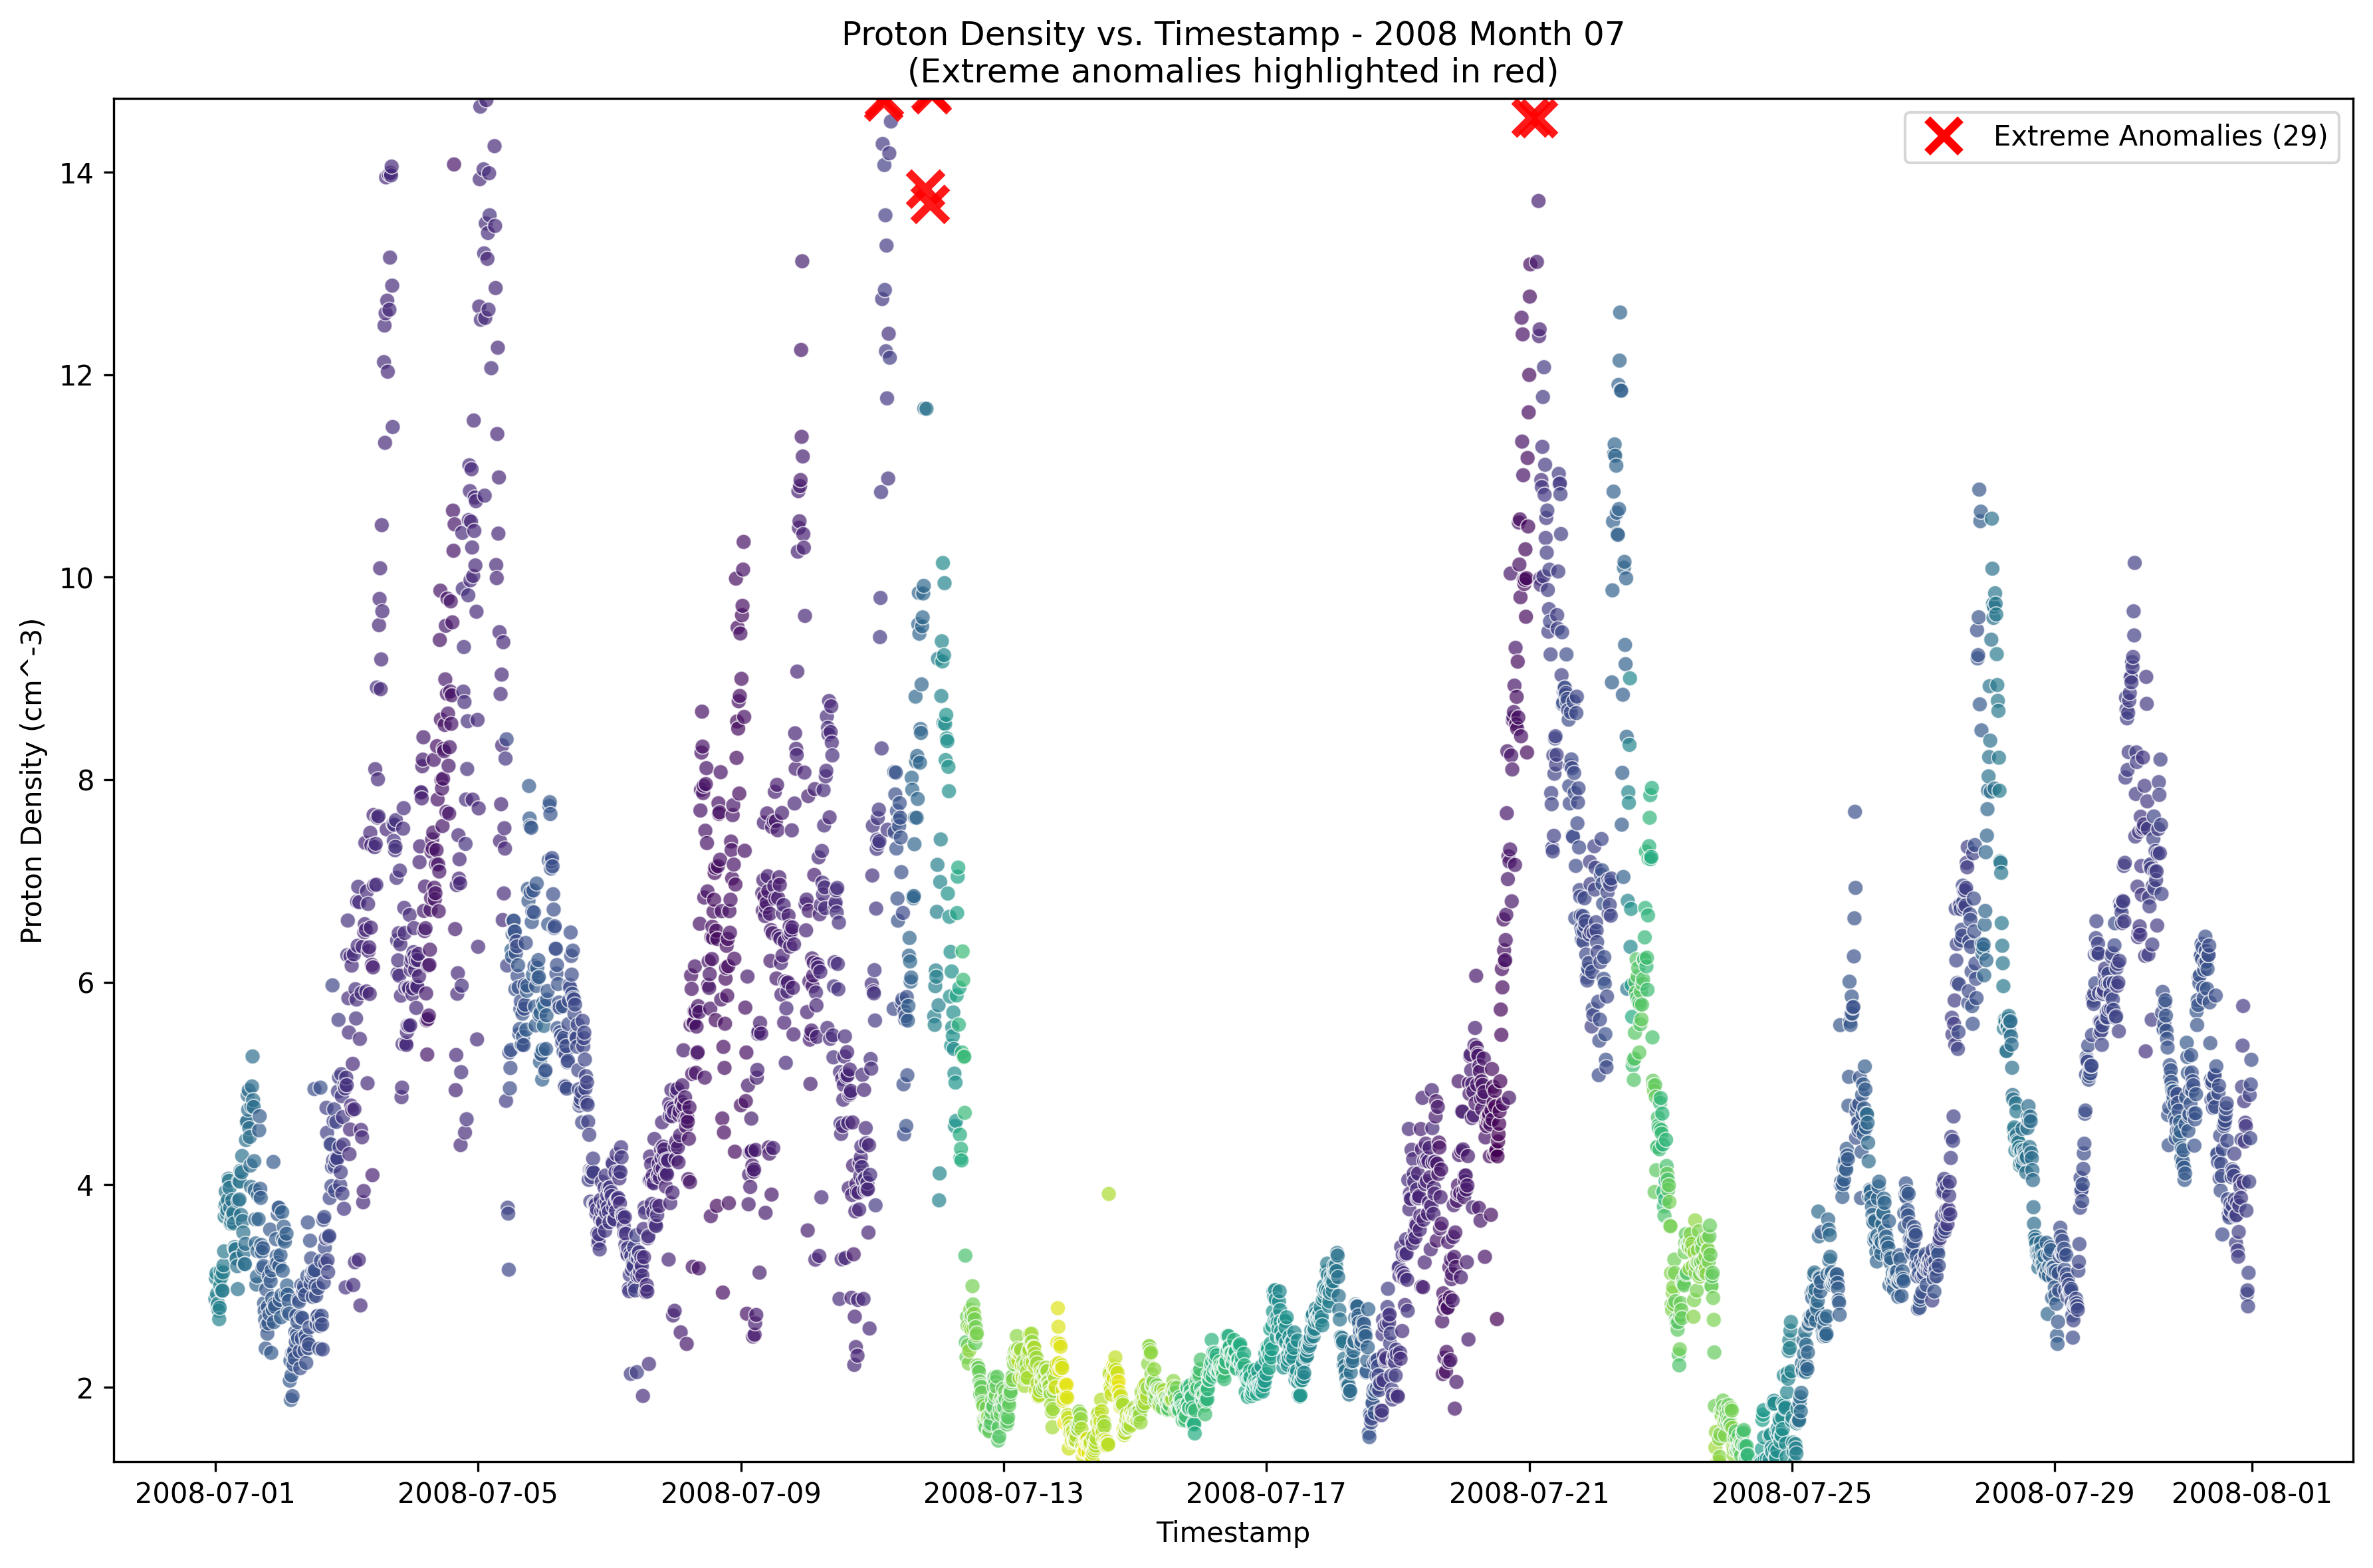 Proton Density vs. Timestamp - 2008 Month 07
(Extreme anomalies highlighted in red)
Extreme Anomalies (29)
Proton Density (cm^-3)
14
12
10
8
6
4
2
2008-07-01 2008-07-05 2008-07-09 2008-07-13 2008-07-17 2008-07-21 2008-07-25 2008-07-29 2008-08-01
Timestamp